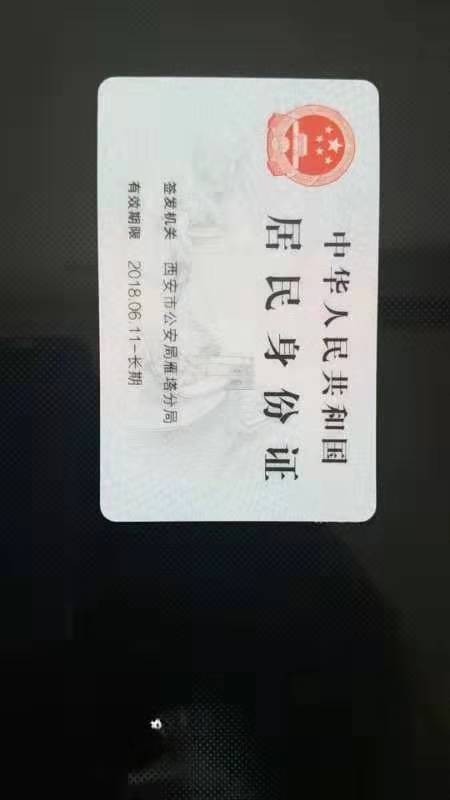 中华人民共和国
居民身份证
签发机关 西安市公安局雁塔分局
有效期限 2018.06.11-长期